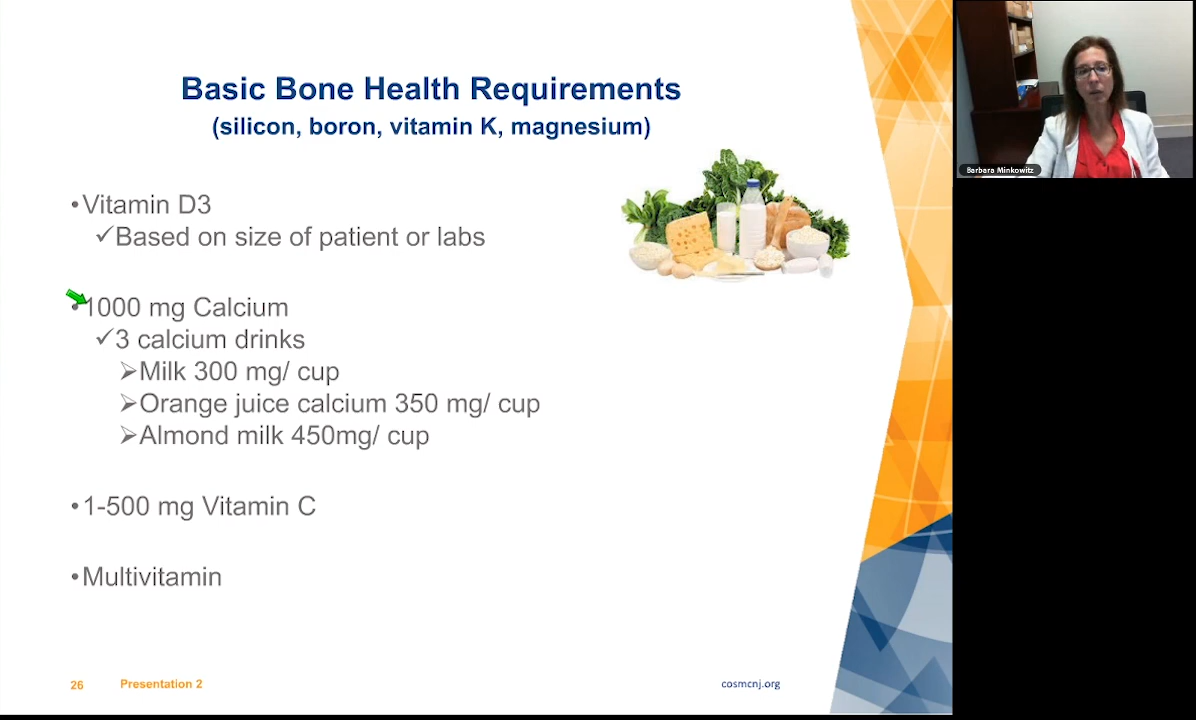 Basic Bone Health Requirements
(silicon, boron, vitamin K, magnesium)
•Vitamin D3
✓Based on size of patient or labs
•1000 mg Calcium
✓3 calcium drinks
➢Milk 300 mg/ cup
➢Orange juice calcium 350 mg/ cup
➢Almond milk 450mg/ cup
•1-500 mg Vitamin C
•Multivitamin
26 Presentation 2 cosmcnj.org
Barbara Minkowitz